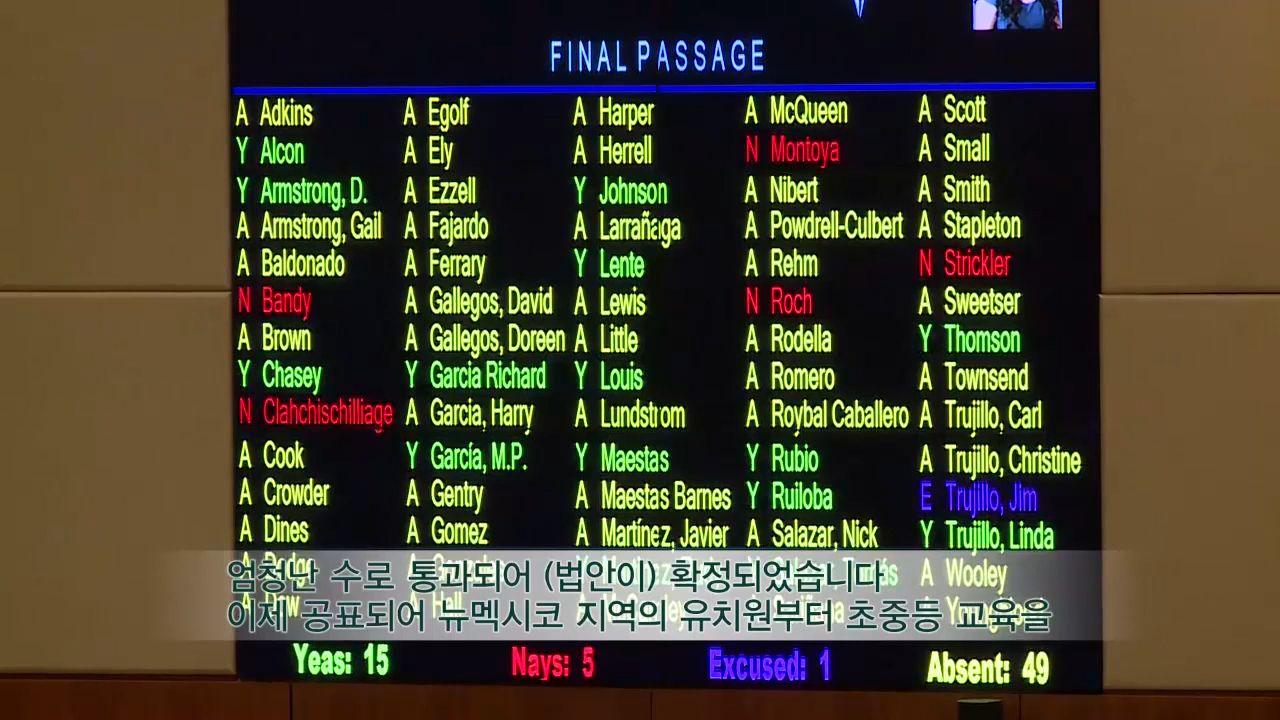 FINAL PASSAGE
A Adkins A Egolf A Harper A McQueen A Scott
Y Alcon A Ely A Herrell N Montoya A Small
Y Armstrong, D. A Ezzell Y Johnson A Nibert A Smith
A Armstrong, Gail A Fajardo A Larrañaga A Powdrell-Culbert A Stapleton
A Baldonado A Ferrary Y Lente A Rehm N Strickler
N Bandy A Gallegos, David A Lewis N Roch A Sweetser
A Brown A Gallegos, Doreen A Little A Rodella Y Thomson
Y Chasey Y Garcia Richard Y Louis A Romero A Townsend
N Clahchischilliage A Garcia, Harry A Lundstrom A Roybal Caballero A Trujillo, Carl
A Cook Y García, M.P. Y Maestas Y Rubio A Trujillo, Christine
A Crowder A Gentry A Maestas Barnes Y Ruiloba E Trujillo, Jim
A Dines A Gomez A Martínez, Javier A Salazar, Nick Y Trujillo, Linda
A Wooley
엄청난 수로 통과되어 (법안이) 확정되었습니다
이제 공표되어 뉴멕시코 지역의 유치원부터 초중등 교육을
Yeas: 15 Nays: 5 Excused: 1 Absent: 49